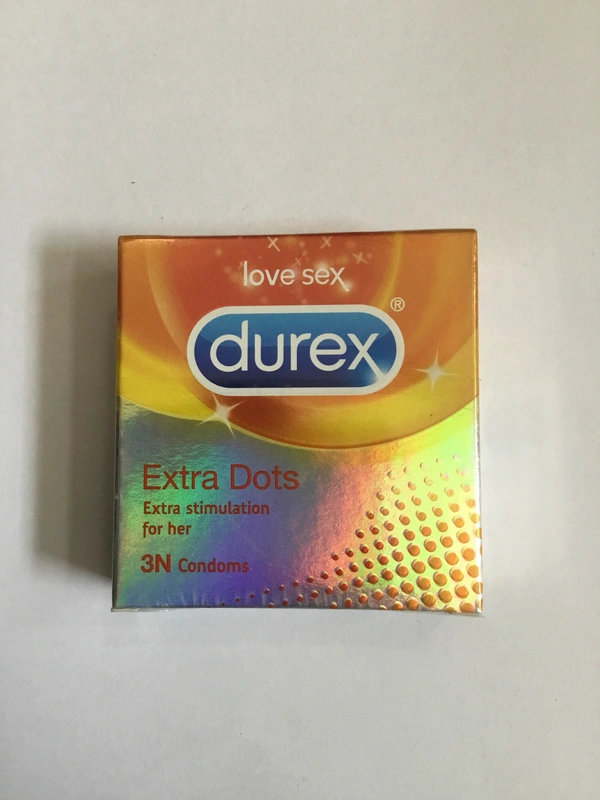 love sex
durex®
Extra Dots
Extra stimulation
for her
3N Condoms